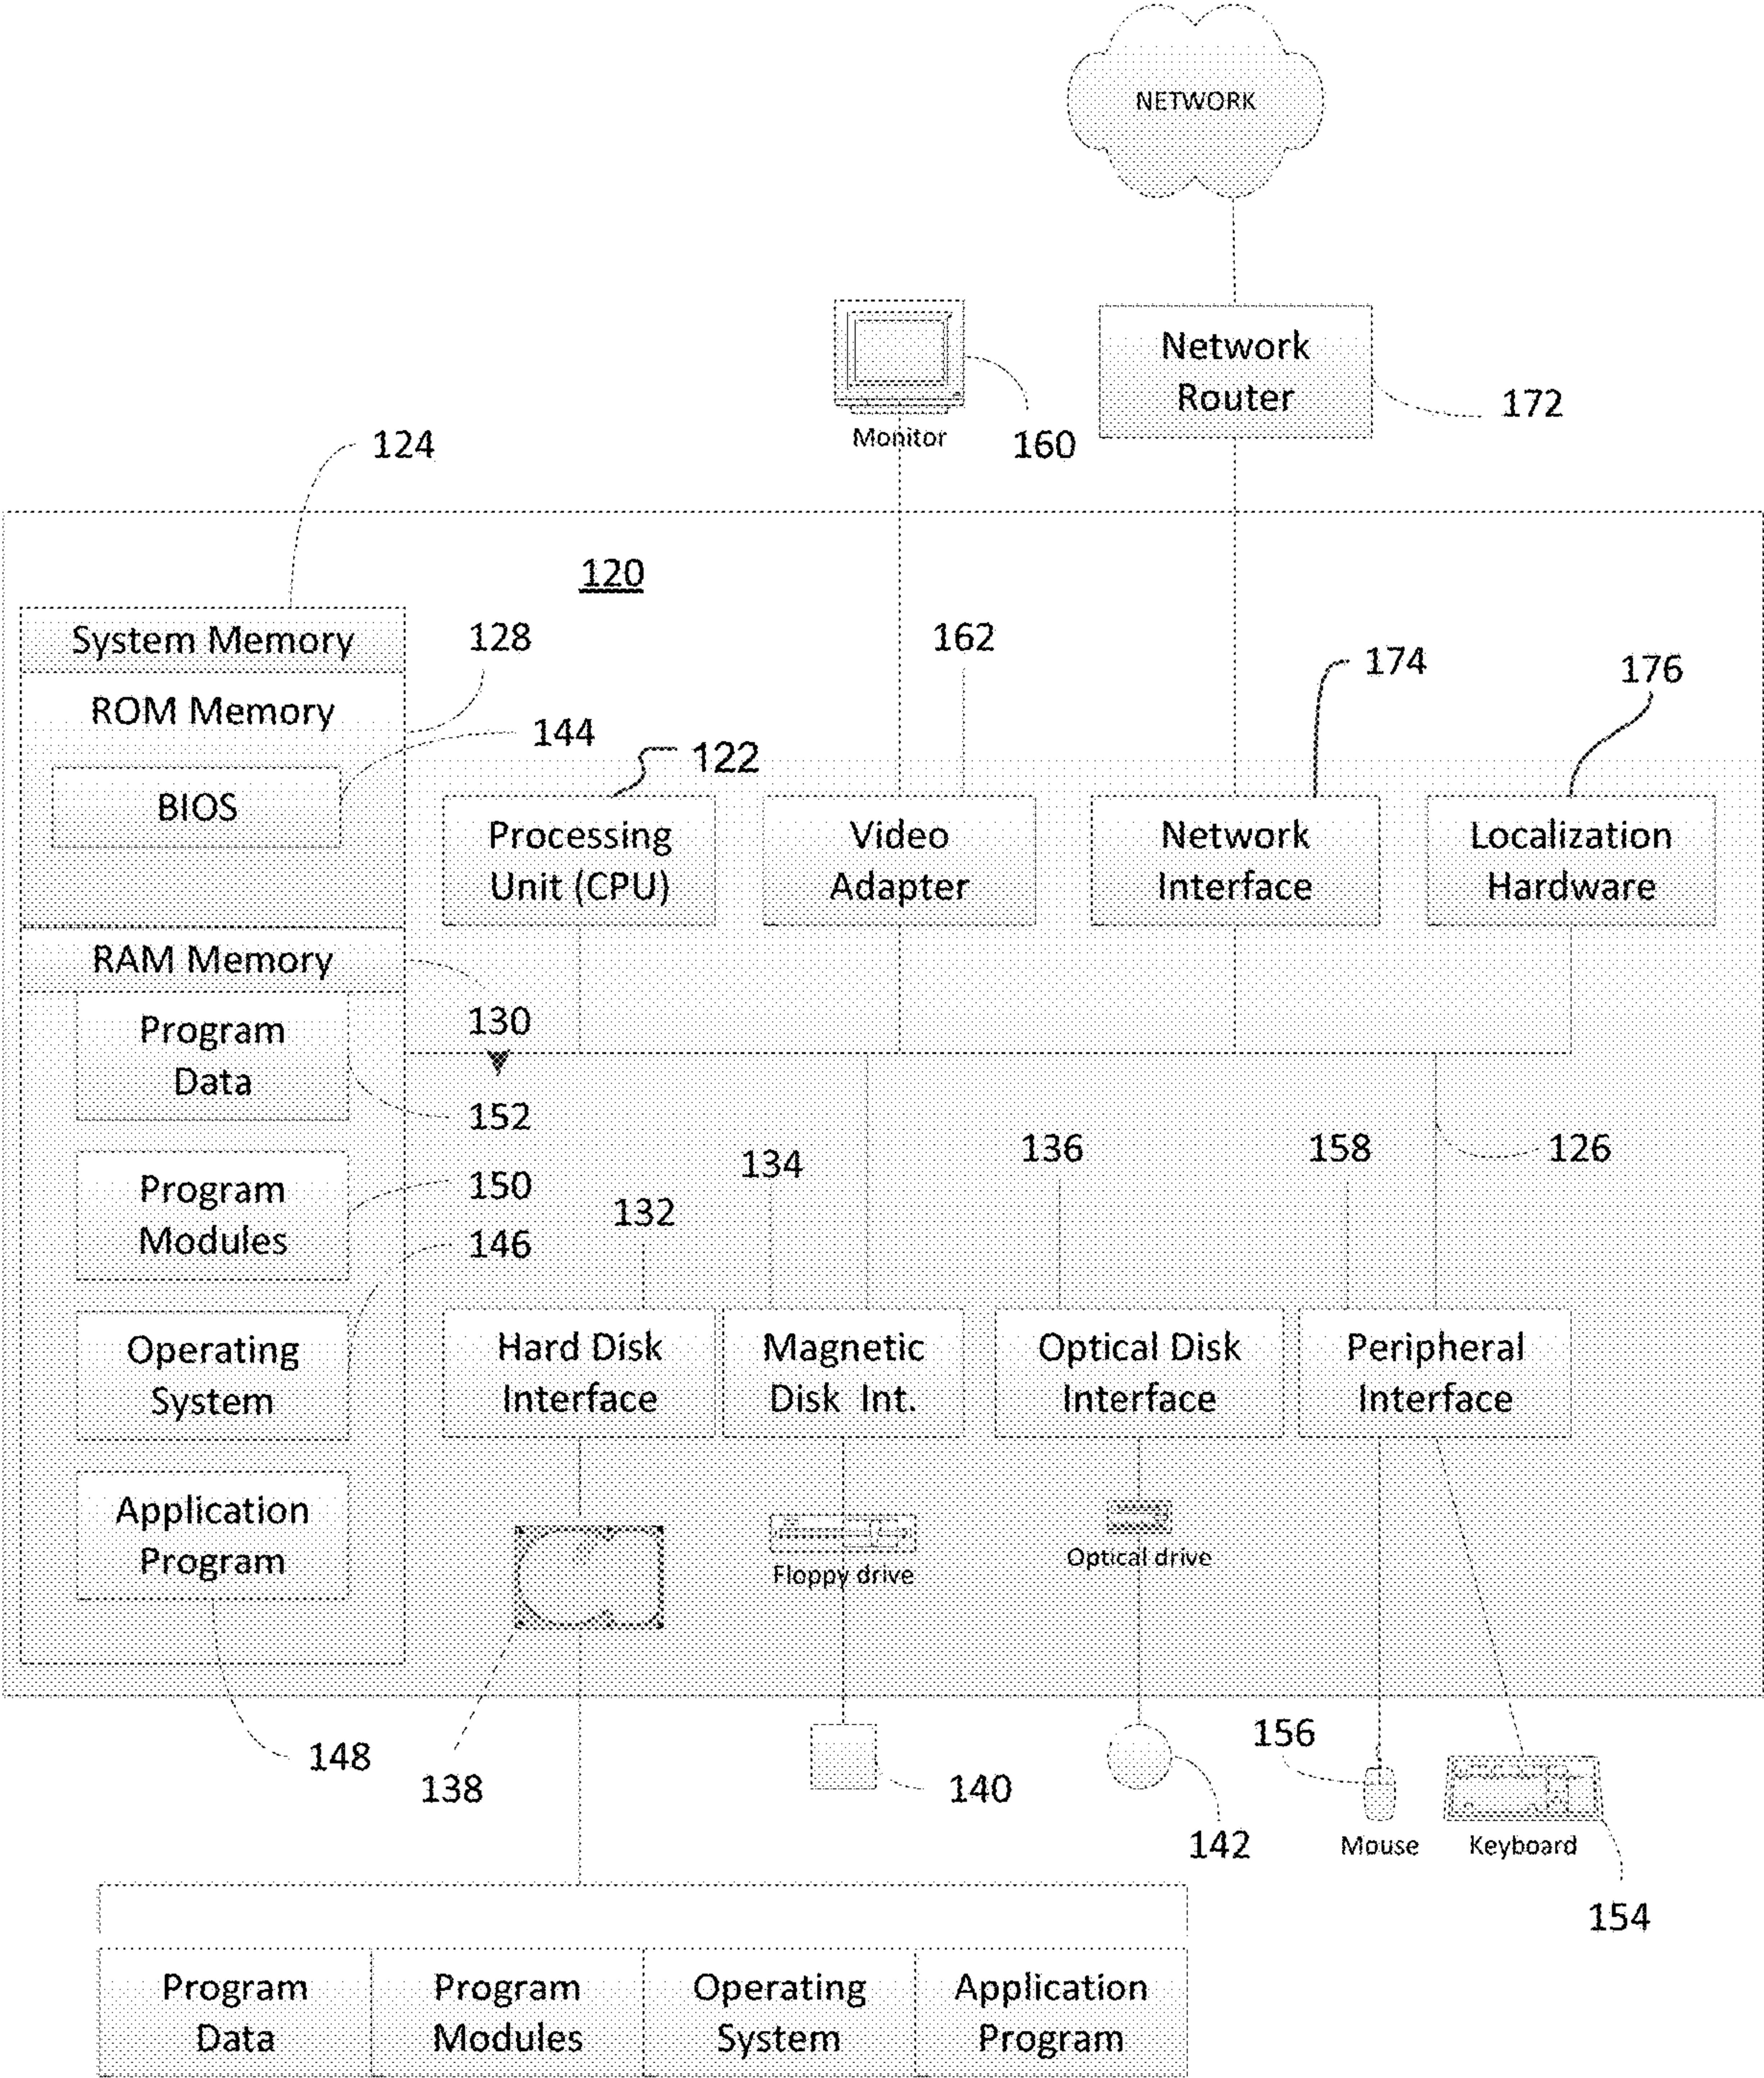 NETWORK
Network
Router
172
Monitor
160
124
120
System Memory
128
162
174
176
ROM Memory
144
122
BIOS
Processing
Unit (CPU)
Video
Adapter
Network
Interface
Localization
Hardware
RAM Memory
130
Program
Data
152
134
136
158
126
Program
Modules
150
132
146
Operating
System
Hard Disk
Interface
Magnetic
Disk Int.
Optical Disk
Interface
Peripheral
Interface
Application
Program
Floppy drive
Optical drive
148
138
140
142
156
Mouse
Keyboard
154
Program
Data
Program
Modules
Operating
System
Application
Program